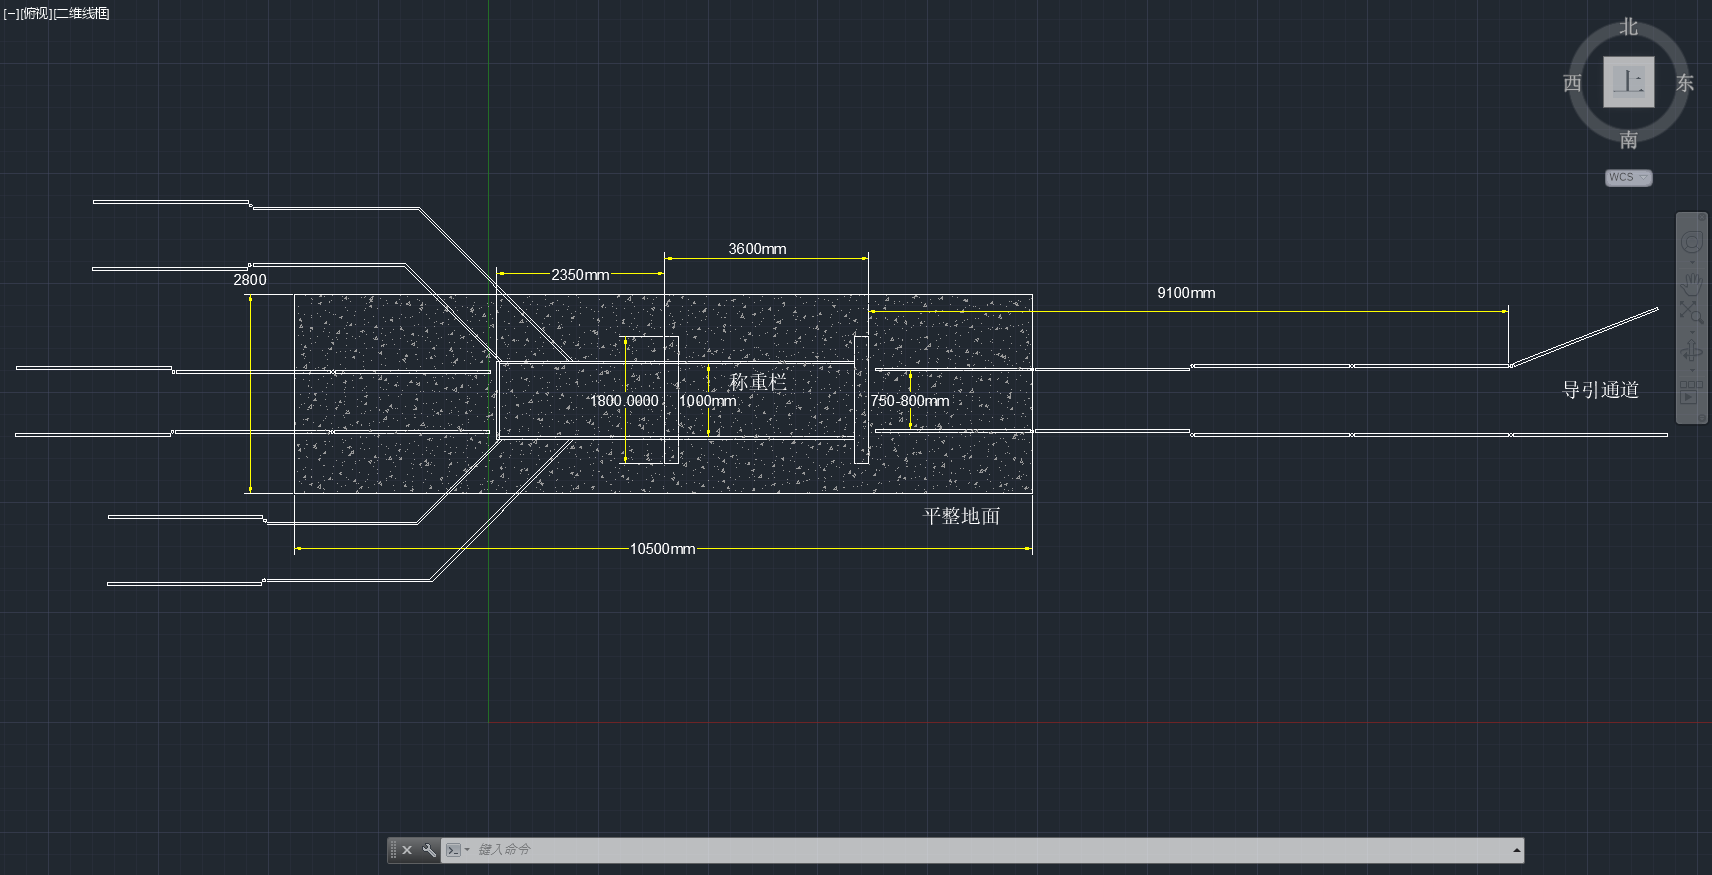 [−][俯视][二维线框]
北
西
上
东
南
WCS
3600mm
2350mm
2800
9100mm
称重栏
导引通道
1800.0000
1000mm
750-800mm
平整地面
10500mm
键入命令